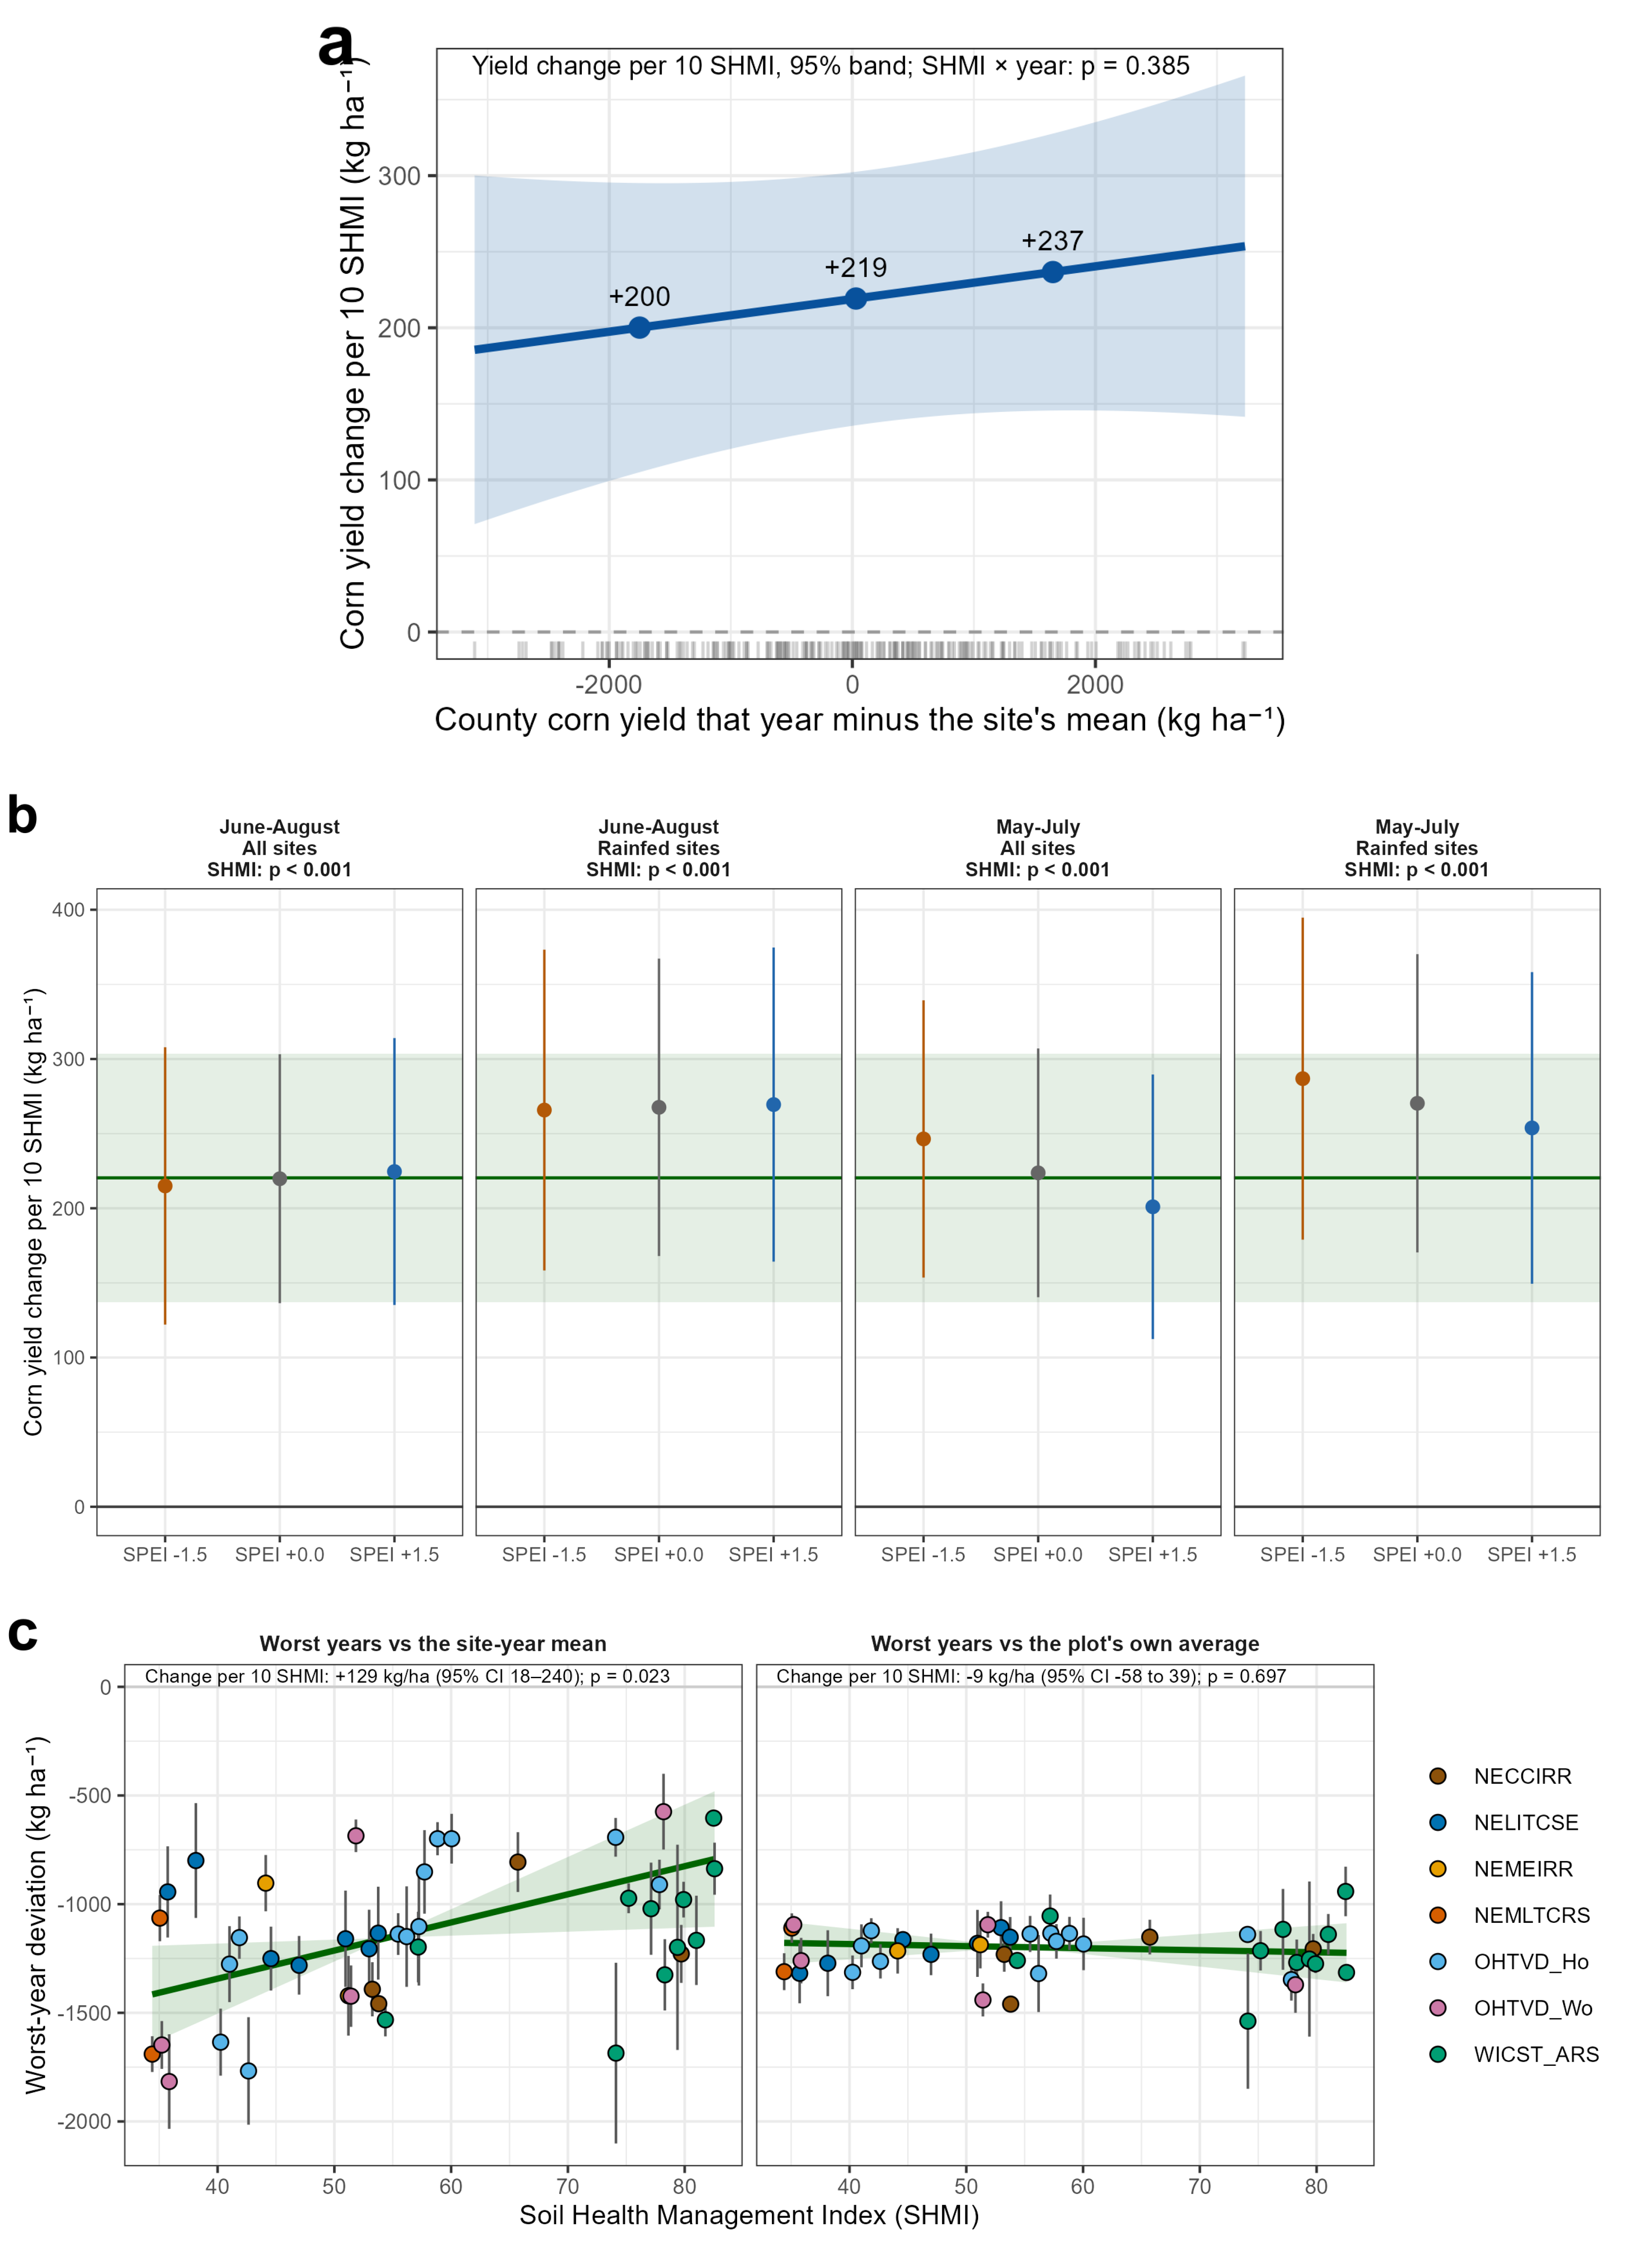 a
Yield change per 10 SHMI, 95% band; SHMI × year: p = 0.385
Corn yield change per 10 SHMI (kg ha⁻¹)
300
200
100
0
+200
+219
+237
-2000
0
2000
County corn yield that year minus the site's mean (kg ha⁻¹)
b
June-August
All sites
SHMI: p < 0.001
June-August
Rainfed sites
SHMI: p < 0.001
May-July
All sites
SHMI: p < 0.001
May-July
Rainfed sites
SHMI: p < 0.001
Corn yield change per 10 SHMI (kg ha⁻¹)
400
300
200
100
0
SPEI -1.5
SPEI +0.0
SPEI +1.5
SPEI -1.5
SPEI +0.0
SPEI +1.5
SPEI -1.5
SPEI +0.0
SPEI +1.5
SPEI -1.5
SPEI +0.0
SPEI +1.5
c
Worst years vs the site-year mean
Worst years vs the plot's own average
Change per 10 SHMI: +129 kg/ha (95% CI 18–240); p = 0.023
Change per 10 SHMI: -9 kg/ha (95% CI -58 to 39); p = 0.697
Worst-year deviation (kg ha⁻¹)
0
-500
-1000
-1500
-2000
40
50
60
70
80
40
50
60
70
80
Soil Health Management Index (SHMI)
NECCIRR
NELITCSE
NEMEIRR
NEMLTCRS
OHTVD_Ho
OHTVD_Wo
WICST_ARS